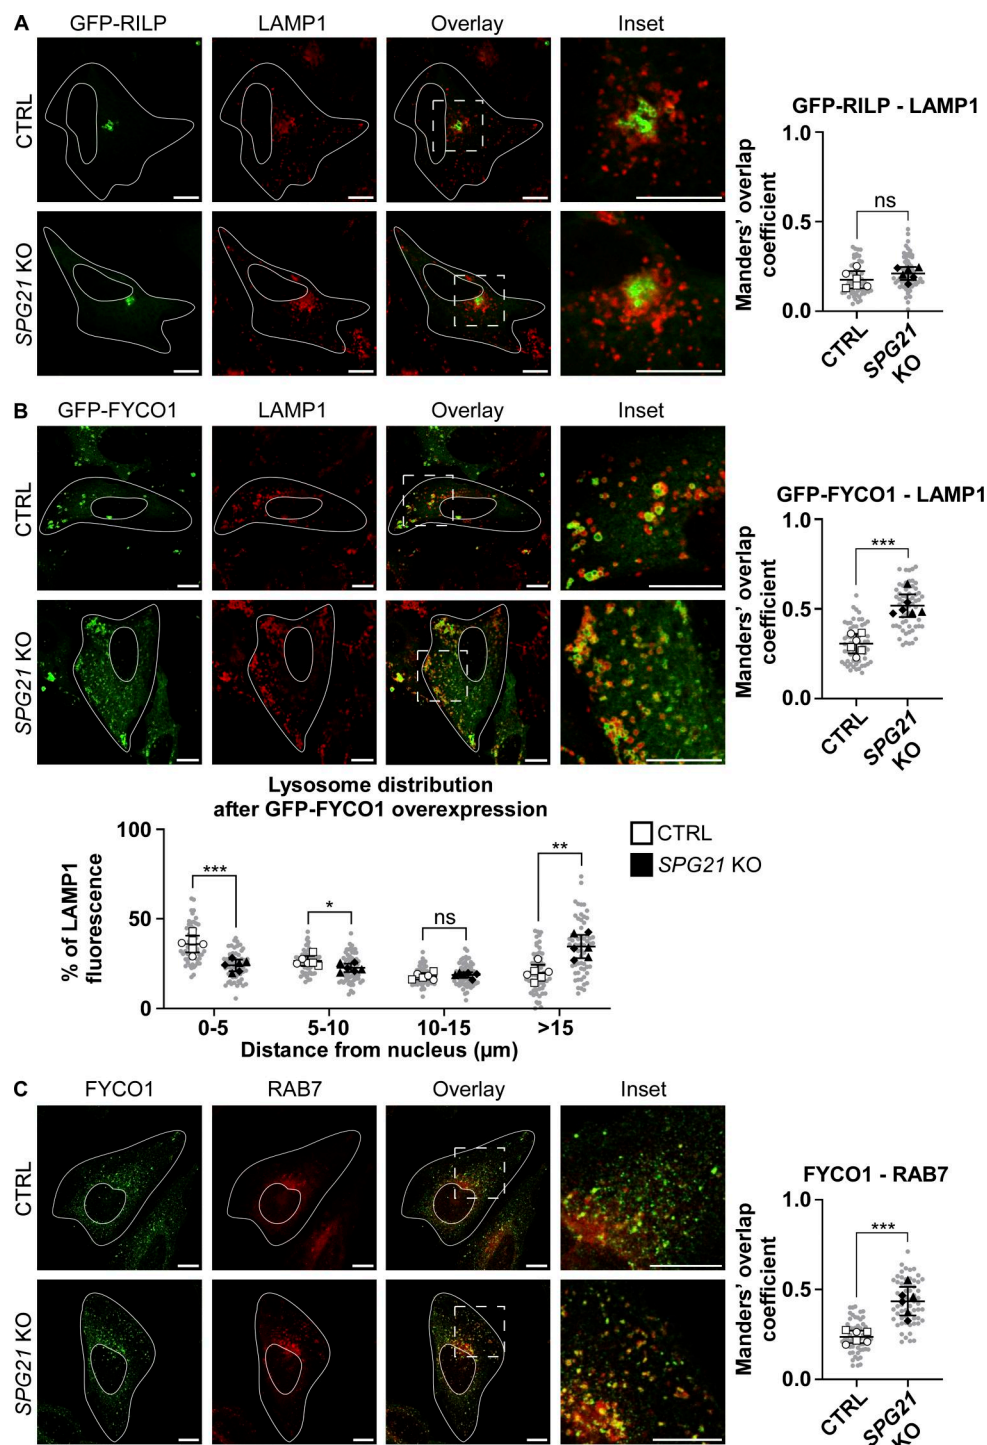 A
GFP-RILP
LAMP1
Overlay
Inset
CTRL
SPG21 KO
GFP-RILP - LAMP1
Manders' overlap
coefficient
1.0
0.5
0.0
ns
CTRL
SPG21
KO
B
GFP-FYCO1
LAMP1
Overlay
Inset
CTRL
SPG21 KO
GFP-FYCO1 - LAMP1
Manders' overlap
coefficient
1.0
0.5
0.0
***
CTRL
SPG21
KO
Lysosome distribution
after GFP-FYCO1 overexpression
% of LAMP1
fluorescence
100
50
0
***
*
ns
**
CTRL
SPG21 KO
0-5
5-10
10-15
>15
Distance from nucleus (µm)
C
FYCO1
RAB7
Overlay
Inset
CTRL
SPG21 KO
FYCO1 - RAB7
Manders' overlap
coefficient
1.0
0.5
0.0
***
CTRL
SPG21
KO